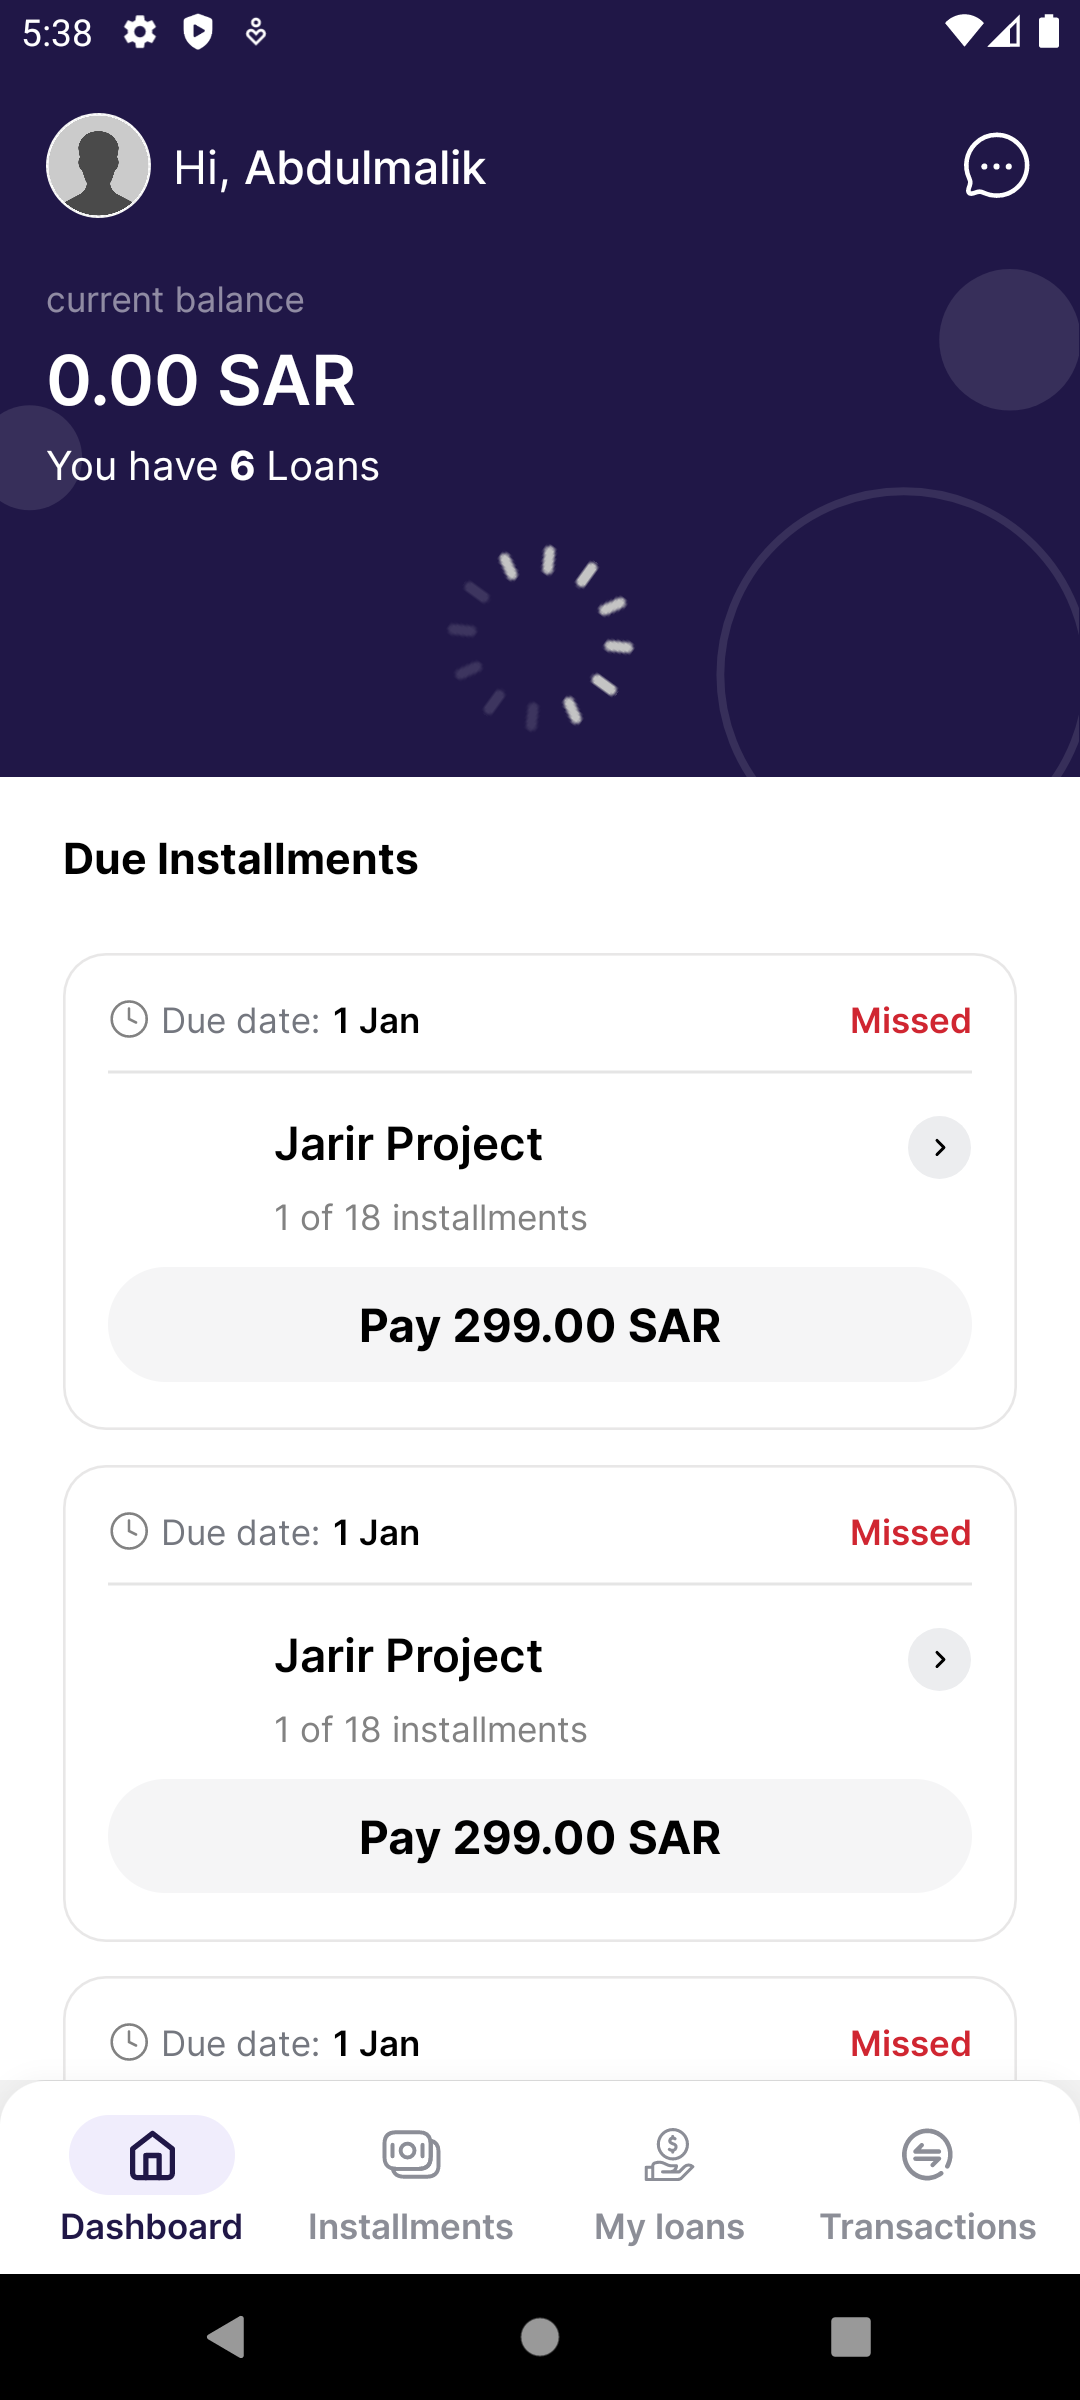 5:38
Hi, Abdulmalik
current balance
0.00 SAR
You have 6 Loans
Due Installments
Due date: 1 Jan Missed
Jarir Project
1 of 18 installments
Pay 299.00 SAR
Due date: 1 Jan Missed
Jarir Project
1 of 18 installments
Pay 299.00 SAR
Due date: 1 Jan Missed
Dashboard Installments My loans Transactions